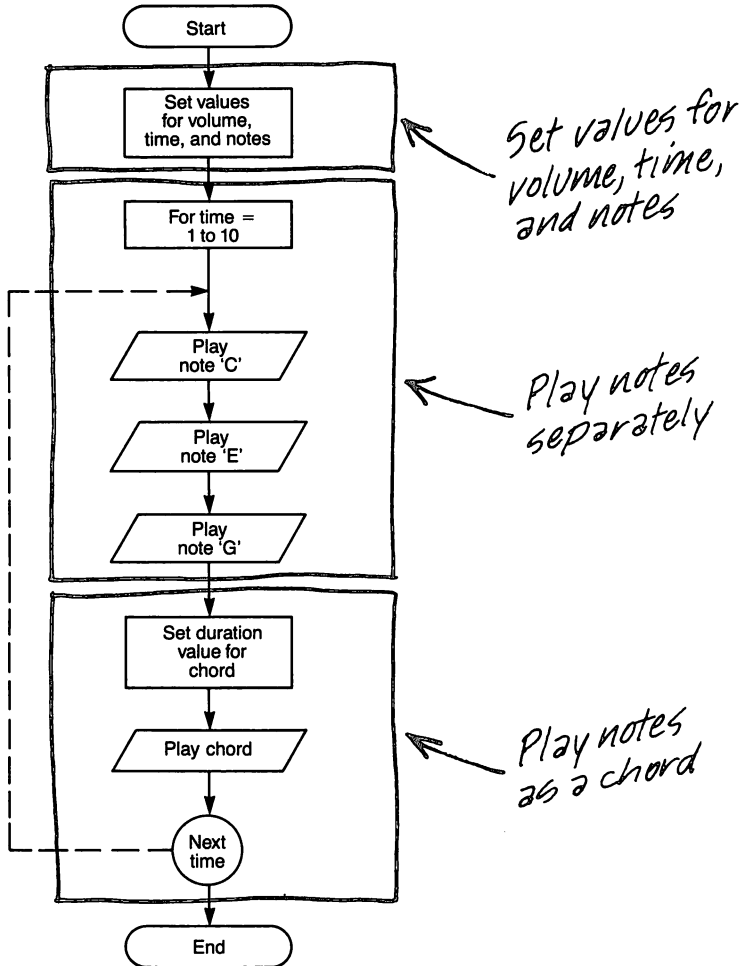 Start
Set values
for volume,
time, and notes
Set values for
volume, time,
and notes
For time =
1 to 10
Play
note ‘C’
Play
note ‘E’
Play
note ‘G’
Play notes
separately
Set duration
value for
chord
Play chord
Next
time
Play notes
as a chord
End